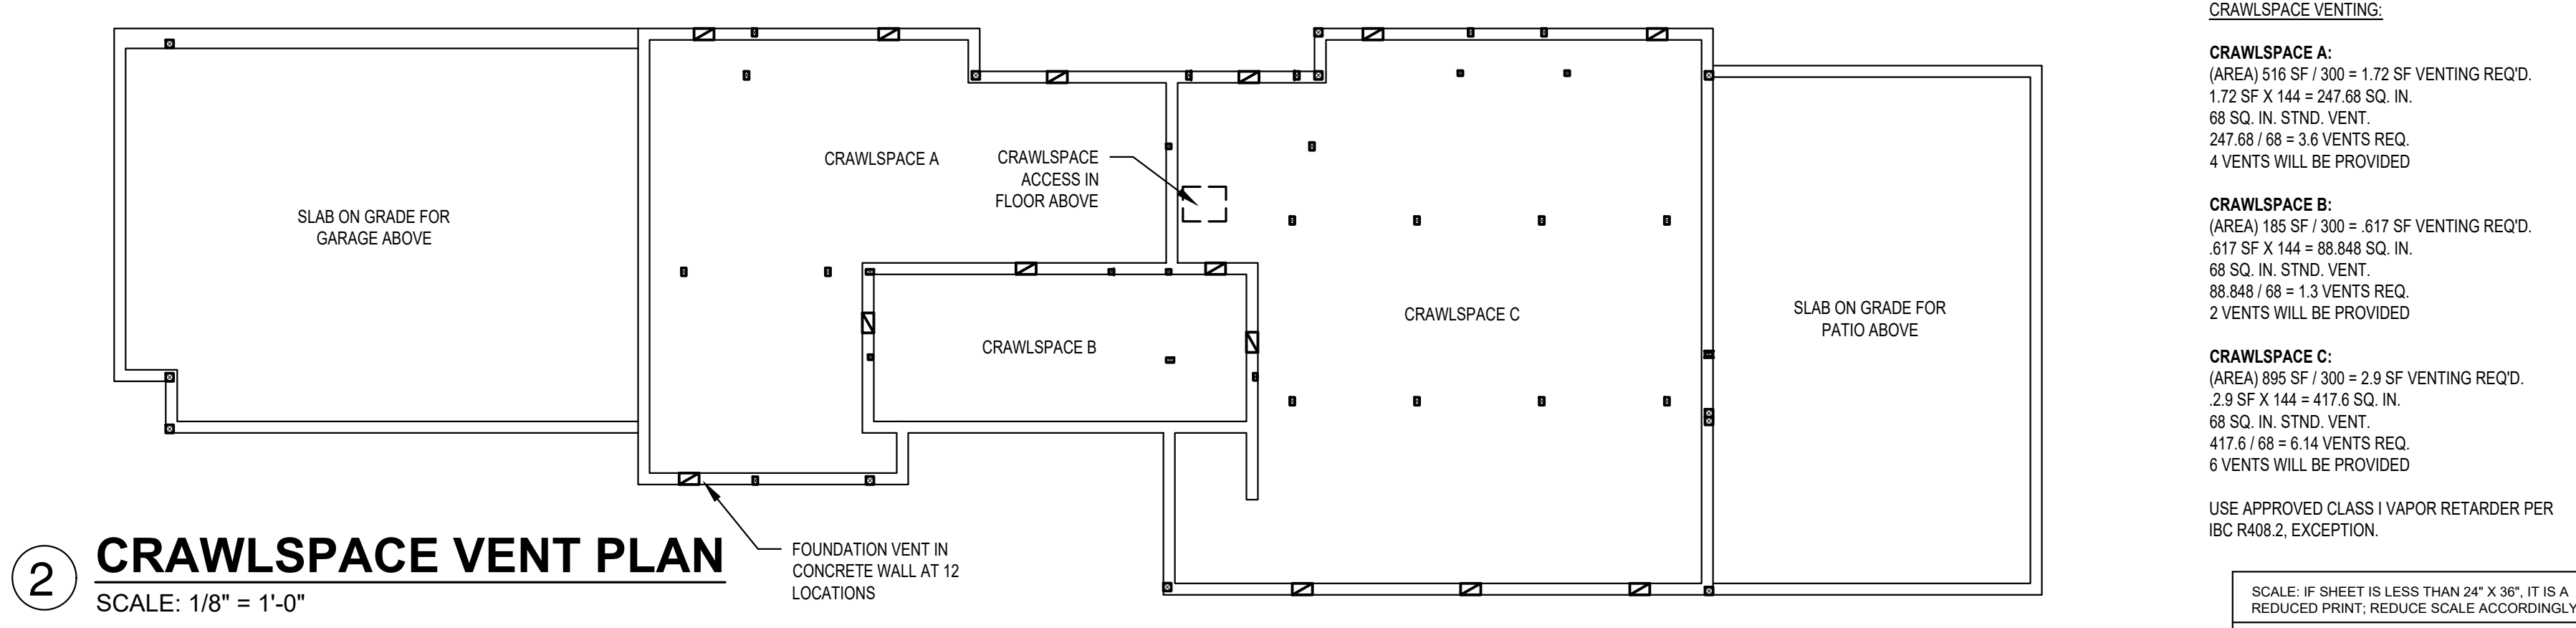 CRAWLSPACE A
CRAWLSPACE
ACCESS IN
FLOOR ABOVE
SLAB ON GRADE FOR
GARAGE ABOVE
CRAWLSPACE B
CRAWLSPACE C
SLAB ON GRADE FOR
PATIO ABOVE
FOUNDATION VENT IN
CONCRETE WALL AT 12
LOCATIONS
2
CRAWLSPACE VENT PLAN
SCALE: 1/8" = 1'-0"
CRAWLSPACE VENTING:
CRAWLSPACE A:
(AREA) 516 SF / 300 = 1.72 SF VENTING REQ'D.
1.72 SF X 144 = 247.68 SQ. IN.
68 SQ. IN. STND. VENT.
247.68 / 68 = 3.6 VENTS REQ.
4 VENTS WILL BE PROVIDED
CRAWLSPACE B:
(AREA) 185 SF / 300 = .617 SF VENTING REQ'D.
.617 SF X 144 = 88.848 SQ. IN.
68 SQ. IN. STND. VENT.
88.848 / 68 = 1.3 VENTS REQ.
2 VENTS WILL BE PROVIDED
CRAWLSPACE C:
(AREA) 895 SF / 300 = 2.9 SF VENTING REQ'D.
.2.9 SF X 144 = 417.6 SQ. IN.
68 SQ. IN. STND. VENT.
417.6 / 68 = 6.14 VENTS REQ.
6 VENTS WILL BE PROVIDED
USE APPROVED CLASS I VAPOR RETARDER PER
IBC R408.2, EXCEPTION.
SCALE: IF SHEET IS LESS THAN 24" X 36", IT IS A
REDUCED PRINT; REDUCE SCALE ACCORDINGLY